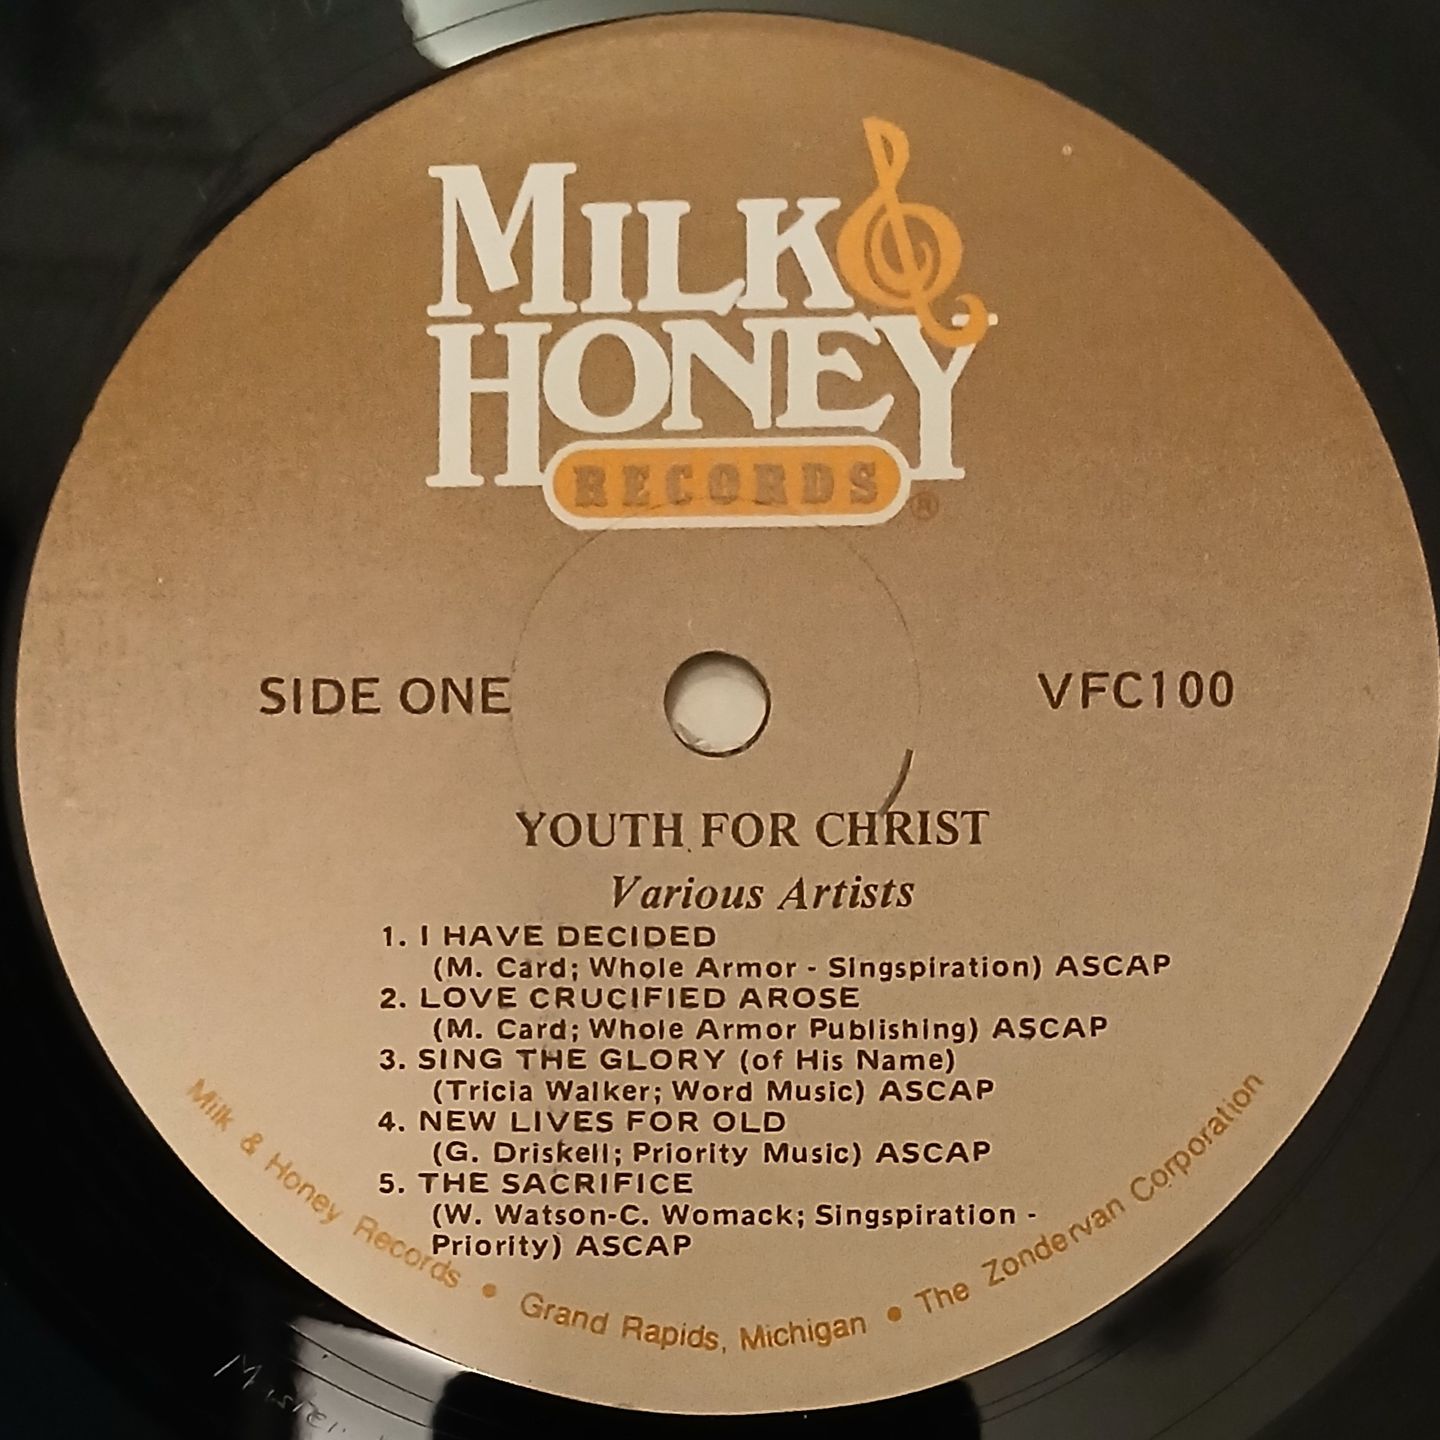 MILK &
HONEY
RECORDS
®
SIDE ONE
VFC100
YOUTH FOR CHRIST
Various Artists
1. I HAVE DECIDED
(M. Card; Whole Armor - Singspiration) ASCAP
2. LOVE CRUCIFIED AROSE
(M. Card; Whole Armor Publishing) ASCAP
3. SING THE GLORY (of His Name)
(Tricia Walker; Word Music) ASCAP
4. NEW LIVES FOR OLD
(G. Driskell; Priority Music) ASCAP
5. THE SACRIFICE
(W. Watson-C. Womack; Singspiration -
Priority) ASCAP
Milk & Honey Records • Grand Rapids, Michigan • The Zondervan Corporation